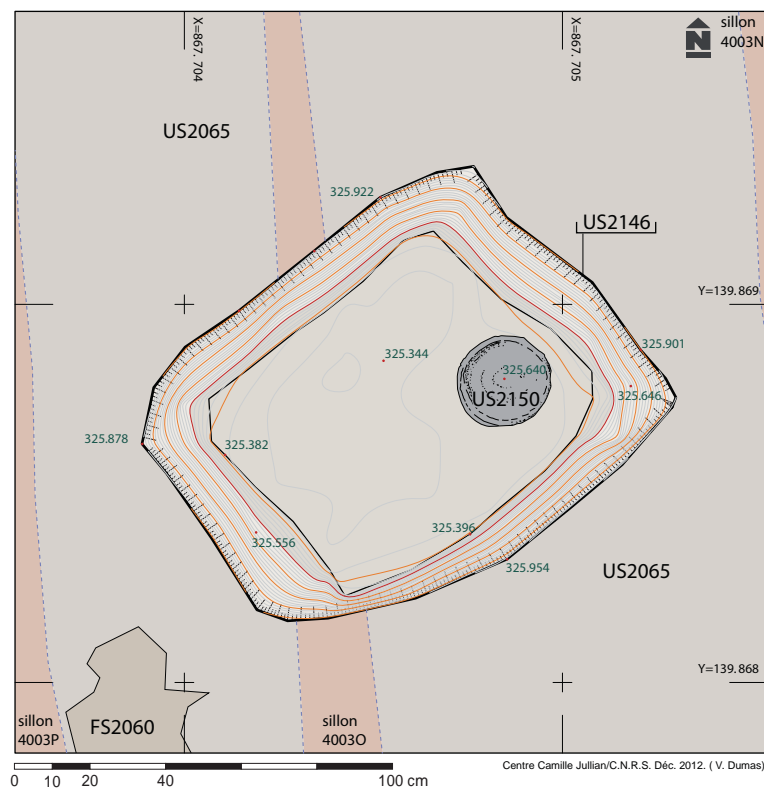 X=867. 704
X=867. 705
N
sillon
4003N
US2065
325.922
US2146
Y=139.869
325.901
325.344
325.640
325.646
US2150
325.878
325.382
325.396
325.556
325.954
US2065
Y=139.868
sillon
4003P
FS2060
sillon
4003O
Centre Camille Jullian/C.N.R.S. Déc. 2012. ( V. Dumas)
0 10 20 40 100 cm